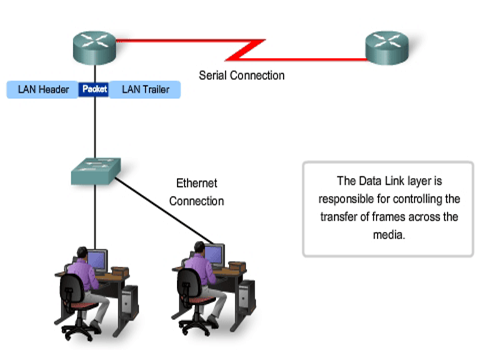 Serial Connection
LAN Header Packet LAN Trailer
Ethernet
Connection
The Data Link layer is
responsible for controlling the
transfer of frames across the
media.